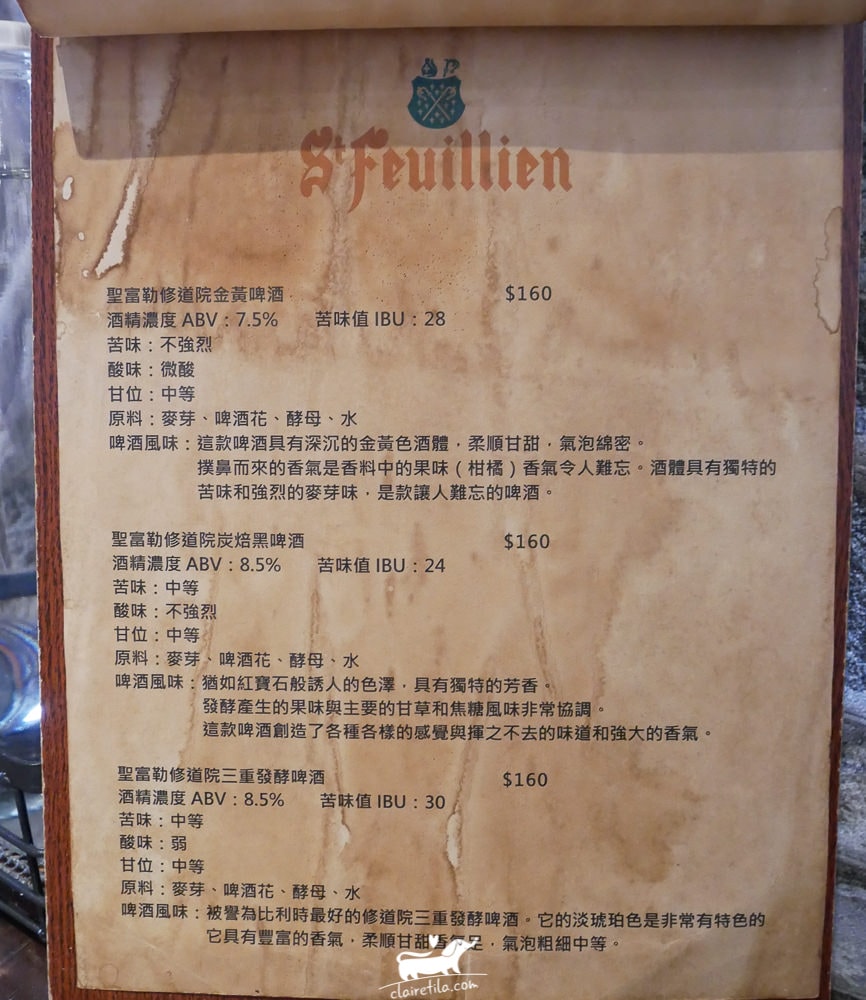 St Feuillien
聖富勒修道院金黃啤酒 $160
酒精濃度 ABV：7.5% 苦味值 IBU：28
苦味：不強烈
酸味：微酸
甘位：中等
原料：麥芽、啤酒花、酵母、水
啤酒風味：這款啤酒具有深沉的金黃色酒體，柔順甘甜，氣泡綿密。
撲鼻而來的香氣是香料中的果味（柑橘）香氣令人難忘。酒體具有獨特的
苦味和強烈的麥芽味，是款讓人難忘的啤酒。
聖富勒修道院炭焙黑啤酒 $160
酒精濃度 ABV：8.5% 苦味值 IBU：24
苦味：中等
酸味：不強烈
甘位：中等
原料：麥芽、啤酒花、酵母、水
啤酒風味：猶如紅寶石般誘人的色澤，具有獨特的芳香。
發酵產生的果味與主要的甘草和焦糖風味非常協調。
這款啤酒創造了各種各樣的感覺與揮之不去的味道和強大的香氣。
聖富勒修道院三重發酵啤酒 $160
酒精濃度 ABV：8.5% 苦味值 IBU：30
苦味：中等
酸味：弱
甘位：中等
原料：麥芽、啤酒花、酵母、水
啤酒風味：被譽為比利時最好的修道院三重發酵啤酒。它的淡琥珀色是非常有特色的
它具有豐富的香氣，柔順甘甜香氣足，氣泡粗細中等。
clairetila.com